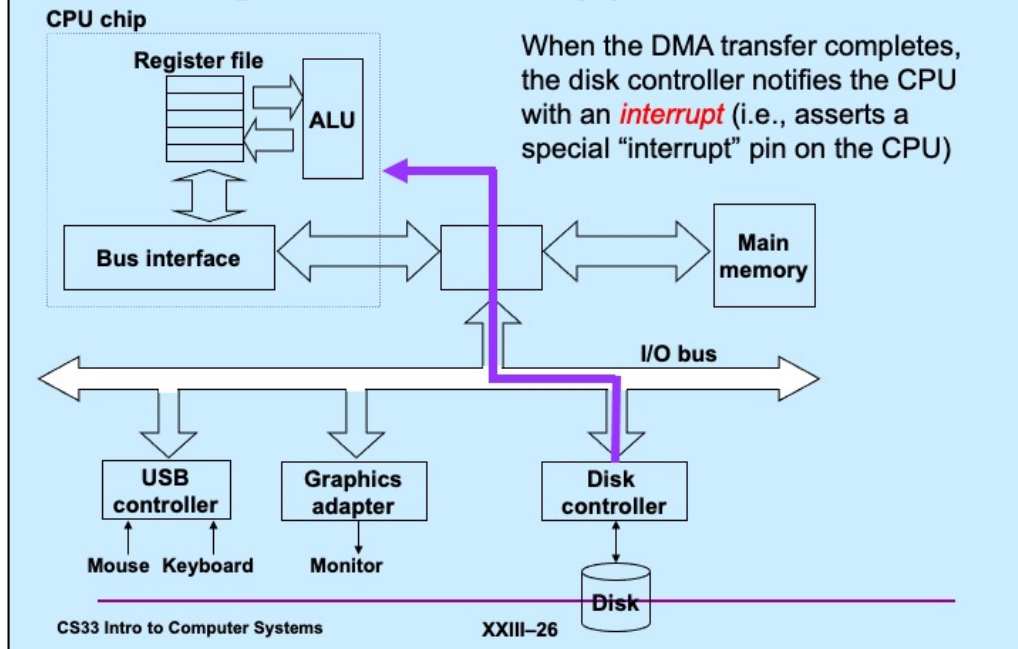 CPU chip
Register file
ALU
When the DMA transfer completes,
the disk controller notifies the CPU
with an interrupt (i.e., asserts a
special “interrupt” pin on the CPU)
Bus interface
Main
memory
I/O bus
USB
controller
Graphics
adapter
Disk
controller
Mouse
Keyboard
Monitor
Disk
CS33 Intro to Computer Systems
XXIII–26